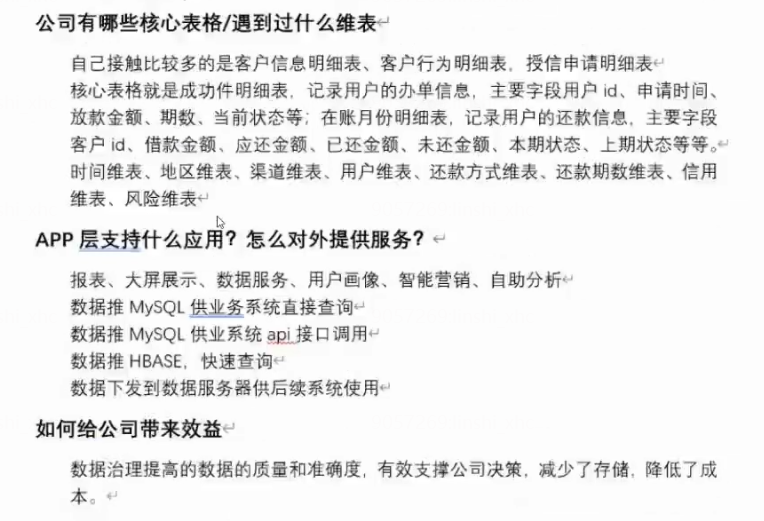 公司有哪些核心表格/遇到过什么维表
自己接触比较多的是客户信息明细表、客户行为明细表，授信申请明细表
核心表格就是成功件明细表，记录用户的办单信息，主要字段用户 id、申请时间、
放款金额、期数、当前状态等；在账月份明细表，记录用户的还款信息，主要字段
客户 id、借款金额、应还金额、已还金额、未还金额、本期状态、上期状态等等。
时间维表、地区维表、渠道维表、用户维表、还款方式维表、还款期数维表、信用
维表、风险维表
APP 层支持什么应用？怎么对外提供服务？
报表、大屏展示、数据服务、用户画像、智能营销、自助分析
数据推 MySQL 供业务系统直接查询
数据推 MySQL 供业系统 api 接口调用
数据推 HBASE，快速查询
数据下发到数据服务器供后续系统使用
如何给公司带来效益
数据治理提高的数据的质量和准确度，有效支撑公司决策，减少了存储，降低了成
本。